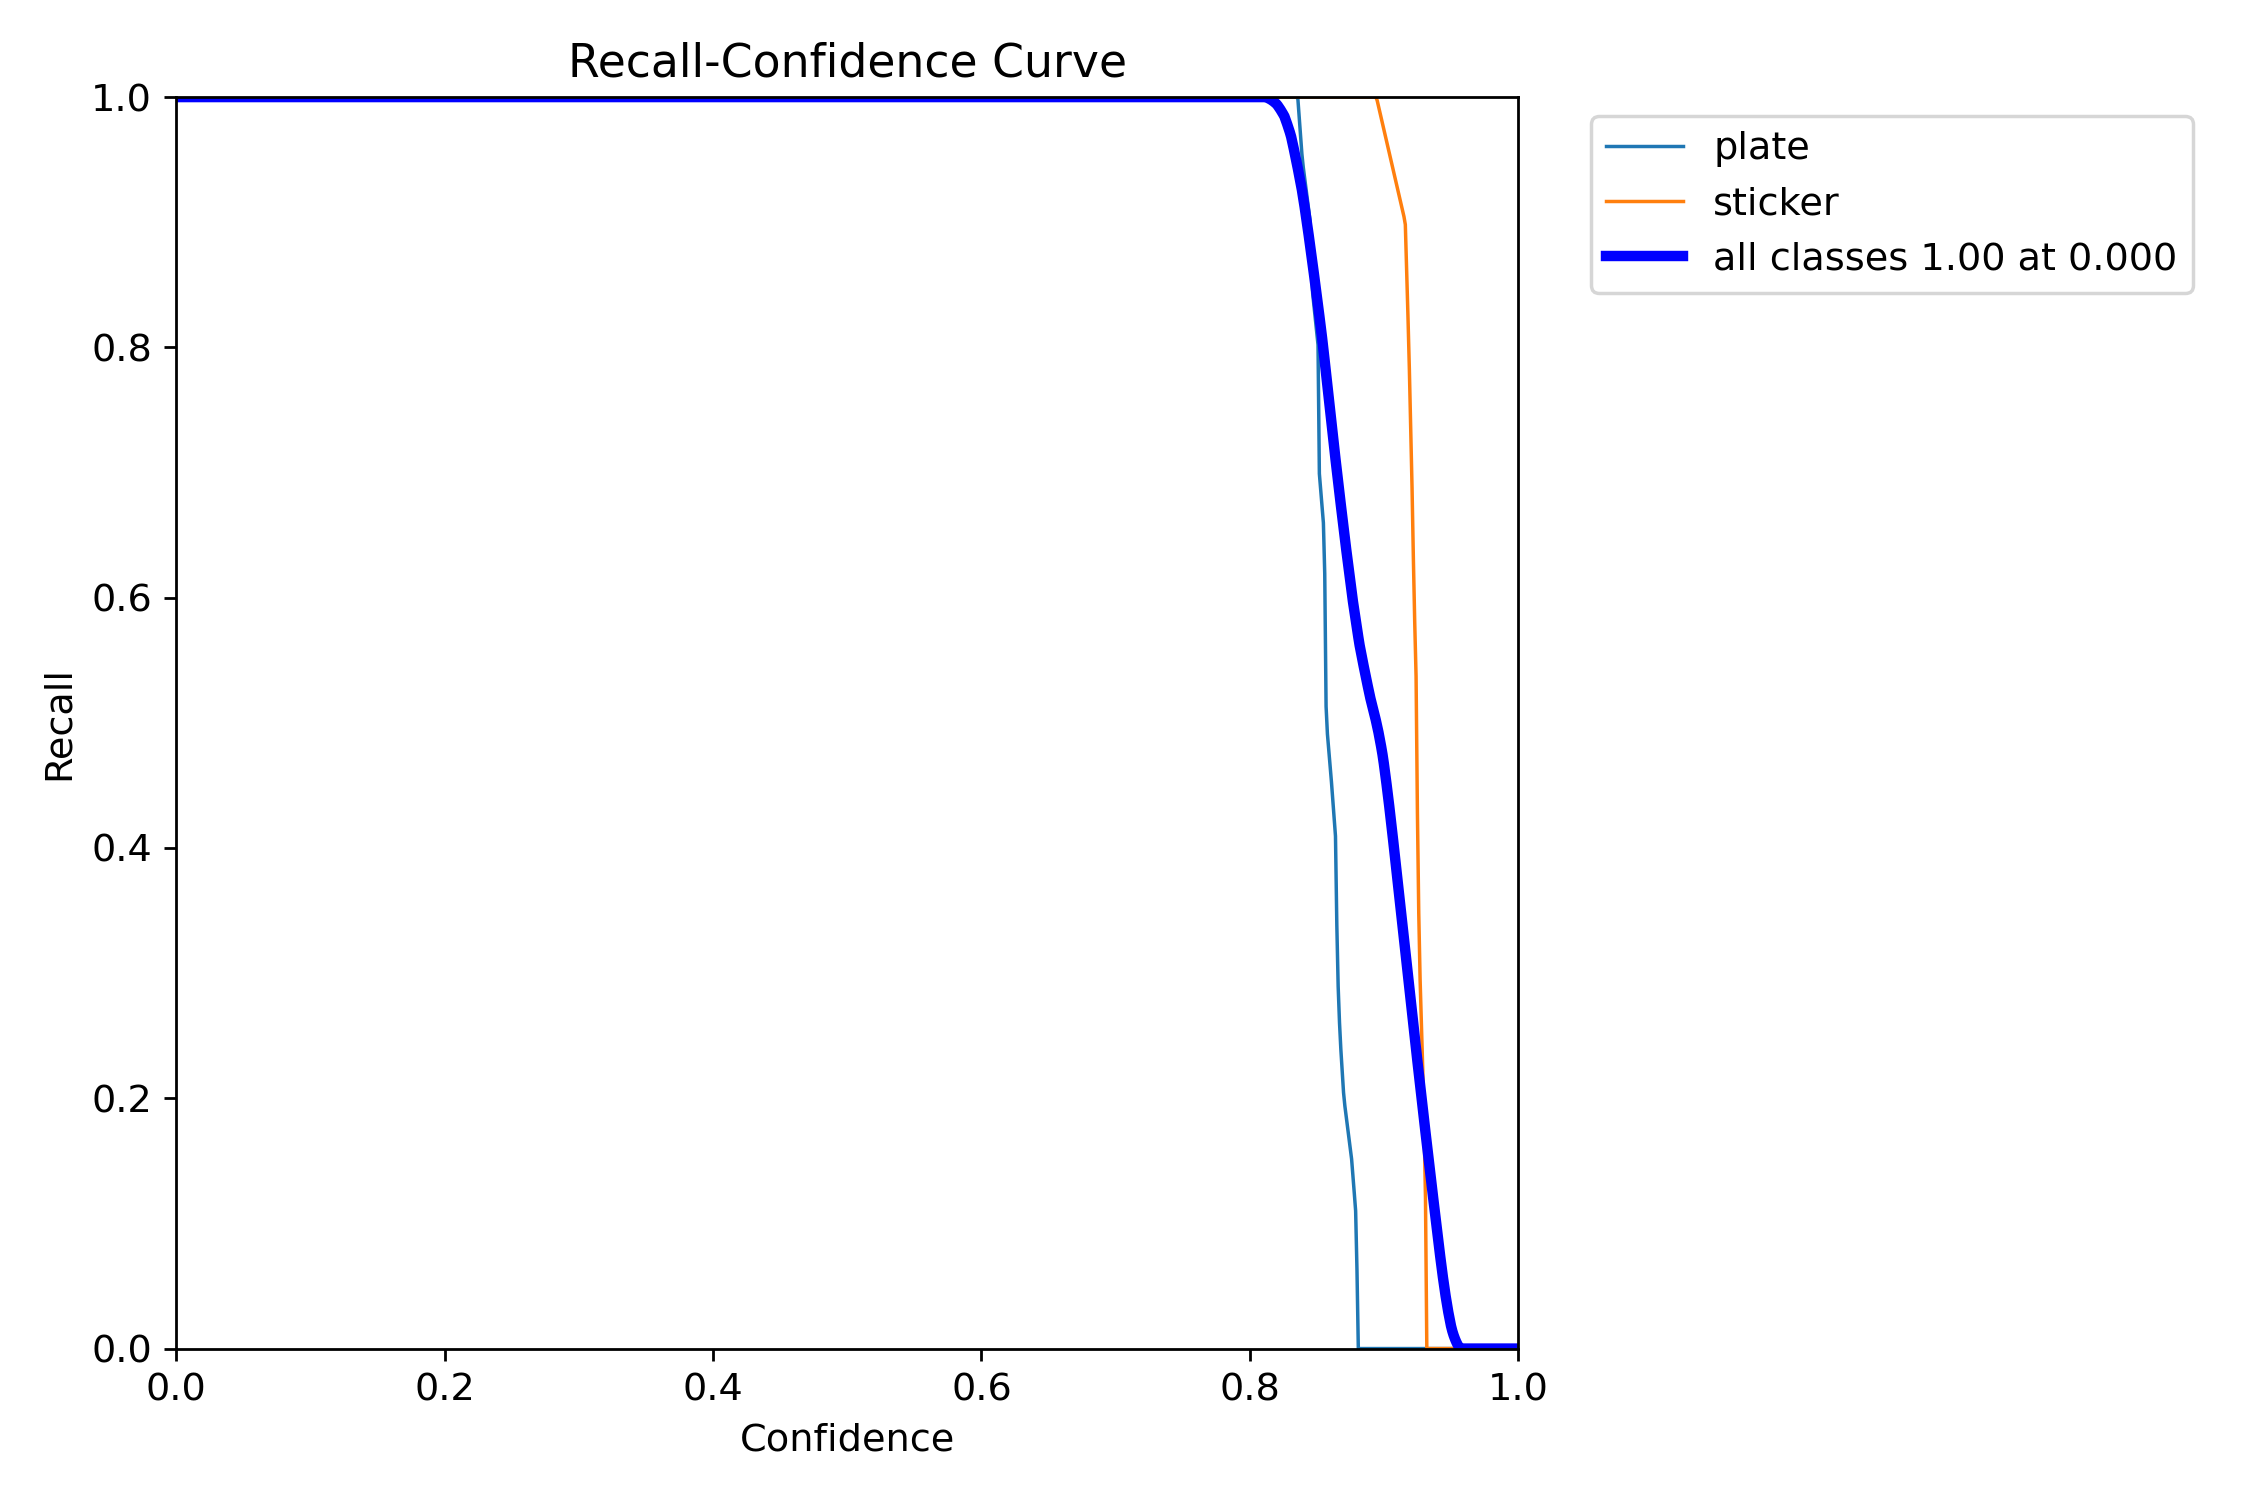 Recall-Confidence Curve
1.0
0.8
0.6
0.4
0.2
0.0
Recall
0.0 0.2 0.4 0.6 0.8 1.0
Confidence
plate
sticker
all classes 1.00 at 0.000